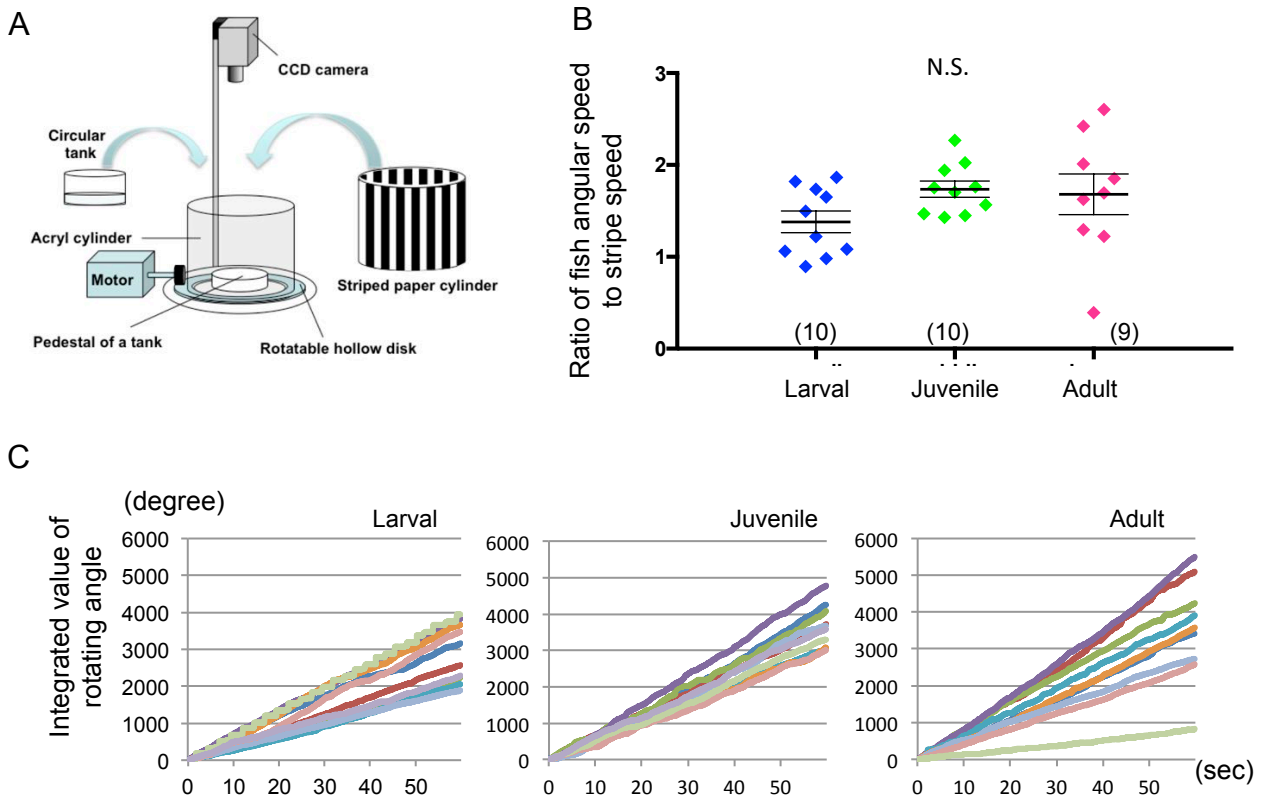 A
CCD camera
Circular
tank
Acryl cylinder
Motor
Striped paper cylinder
Pedestal of a tank
Rotatable hollow disk
B
Ratio of fish angular speed
to stripe speed
N.S.
3
2
1
0
(10)
(10)
(9)
Larval
Juvenile
Adult
C
Integrated value of
rotating angle
(degree)
Larval
6000
5000
4000
3000
2000
1000
0
0 10 20 30 40 50
Juvenile
6000
5000
4000
3000
2000
1000
0
0 10 20 30 40 50
Adult
6000
5000
4000
3000
2000
1000
0
0 10 20 30 40 50
(sec)